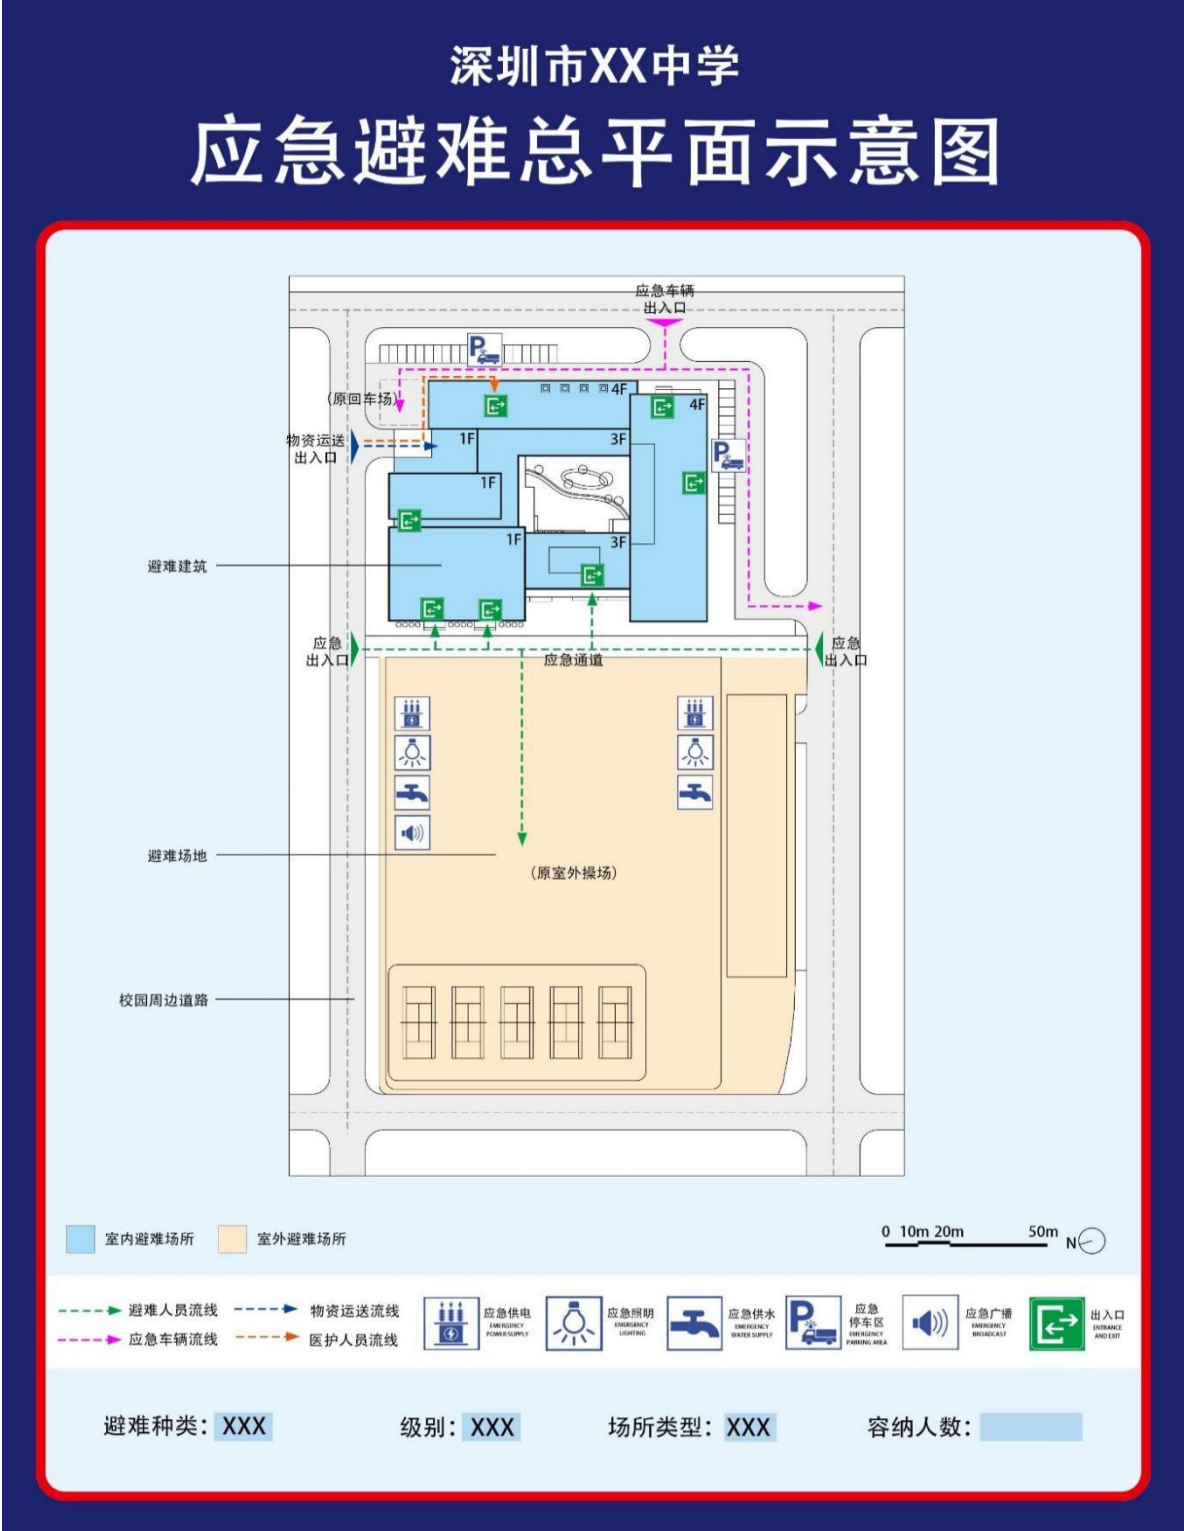 深圳市XX中学
应急避难总平面示意图
应急车辆
出入口
P
4F
(原回车场)
4F
物资运送
出入口
1F
3F
P
1F
1F
3F
避难建筑
应急
出入口
应急通道
应急
出入口
避难场地
(原室外操场)
校园周边道路
室内避难场所
室外避难场所
0 10m 20m 50m
N
避难人员流线
物资运送流线
应急供电
EMERGENCY
POWER SUPPLY
应急照明
EMERGENCY
LIGHTING
应急供水
EMERGENCY
WATER SUPPLY
P
应急
停车区
EMERGENCY
PARKING AREA
应急广播
EMERGENCY
BROADCAST
出入口
ENTRANCE
AND EXIT
应急车辆流线
医护人员流线
避难种类：XXX
级别：XXX
场所类型：XXX
容纳人数：